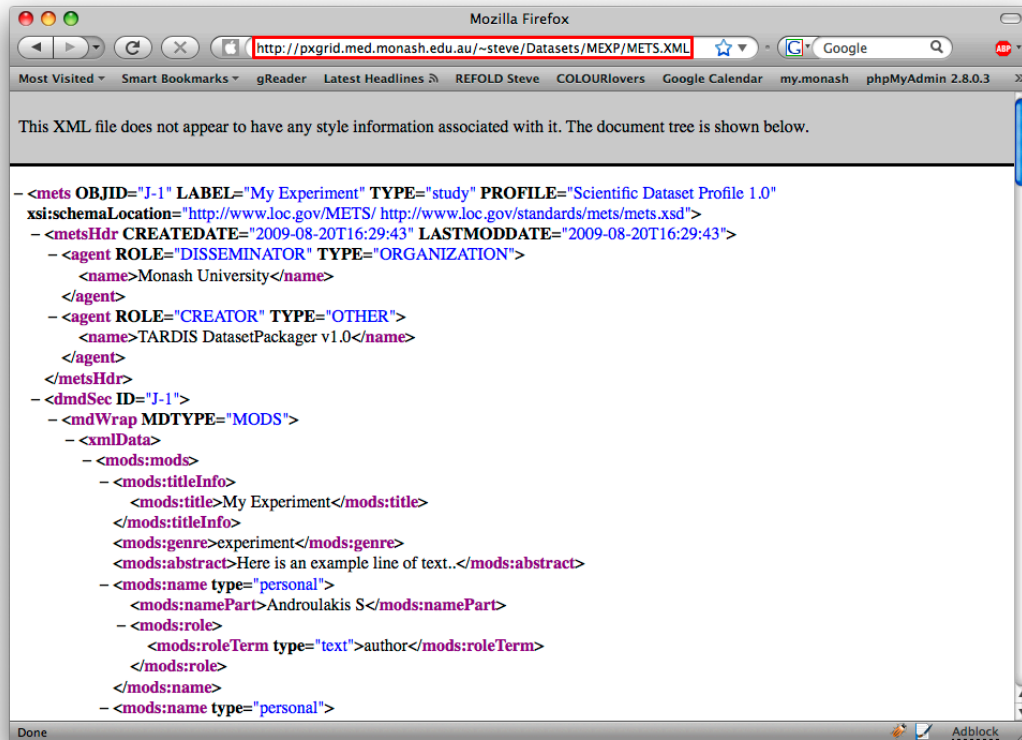 Mozilla Firefox
http://pxgrid.med.monash.edu.au/~steve/Datasets/MEXP/METS.XML
G Google
ABP
Most Visited Smart Bookmarks gReader Latest Headlines REFOLD Steve COLOURlovers Google Calendar my.monash phpMyAdmin 2.8.0.3 »
This XML file does not appear to have any style information associated with it. The document tree is shown below.
– <mets OBJID="J-1" LABEL="My Experiment" TYPE="study" PROFILE="Scientific Dataset Profile 1.0"
xsi:schemaLocation="http://www.loc.gov/METS/ http://www.loc.gov/standards/mets/mets.xsd">
– <metsHdr CREATEDATE="2009-08-20T16:29:43" LASTMODDATE="2009-08-20T16:29:43">
– <agent ROLE="DISSEMINATOR" TYPE="ORGANIZATION">
<name>Monash University</name>
</agent>
– <agent ROLE="CREATOR" TYPE="OTHER">
<name>TARDIS DatasetPackager v1.0</name>
</agent>
</metsHdr>
– <dmdSec ID="J-1">
– <mdWrap MDTYPE="MODS">
– <xmlData>
– <mods:mods>
– <mods:titleInfo>
<mods:title>My Experiment</mods:title>
</mods:titleInfo>
<mods:genre>experiment</mods:genre>
<mods:abstract>Here is an example line of text..</mods:abstract>
– <mods:name type="personal">
<mods:namePart>Androulakis S</mods:namePart>
– <mods:role>
<mods:roleTerm type="text">author</mods:roleTerm>
</mods:role>
</mods:name>
– <mods:name type="personal">
Done
Adblock